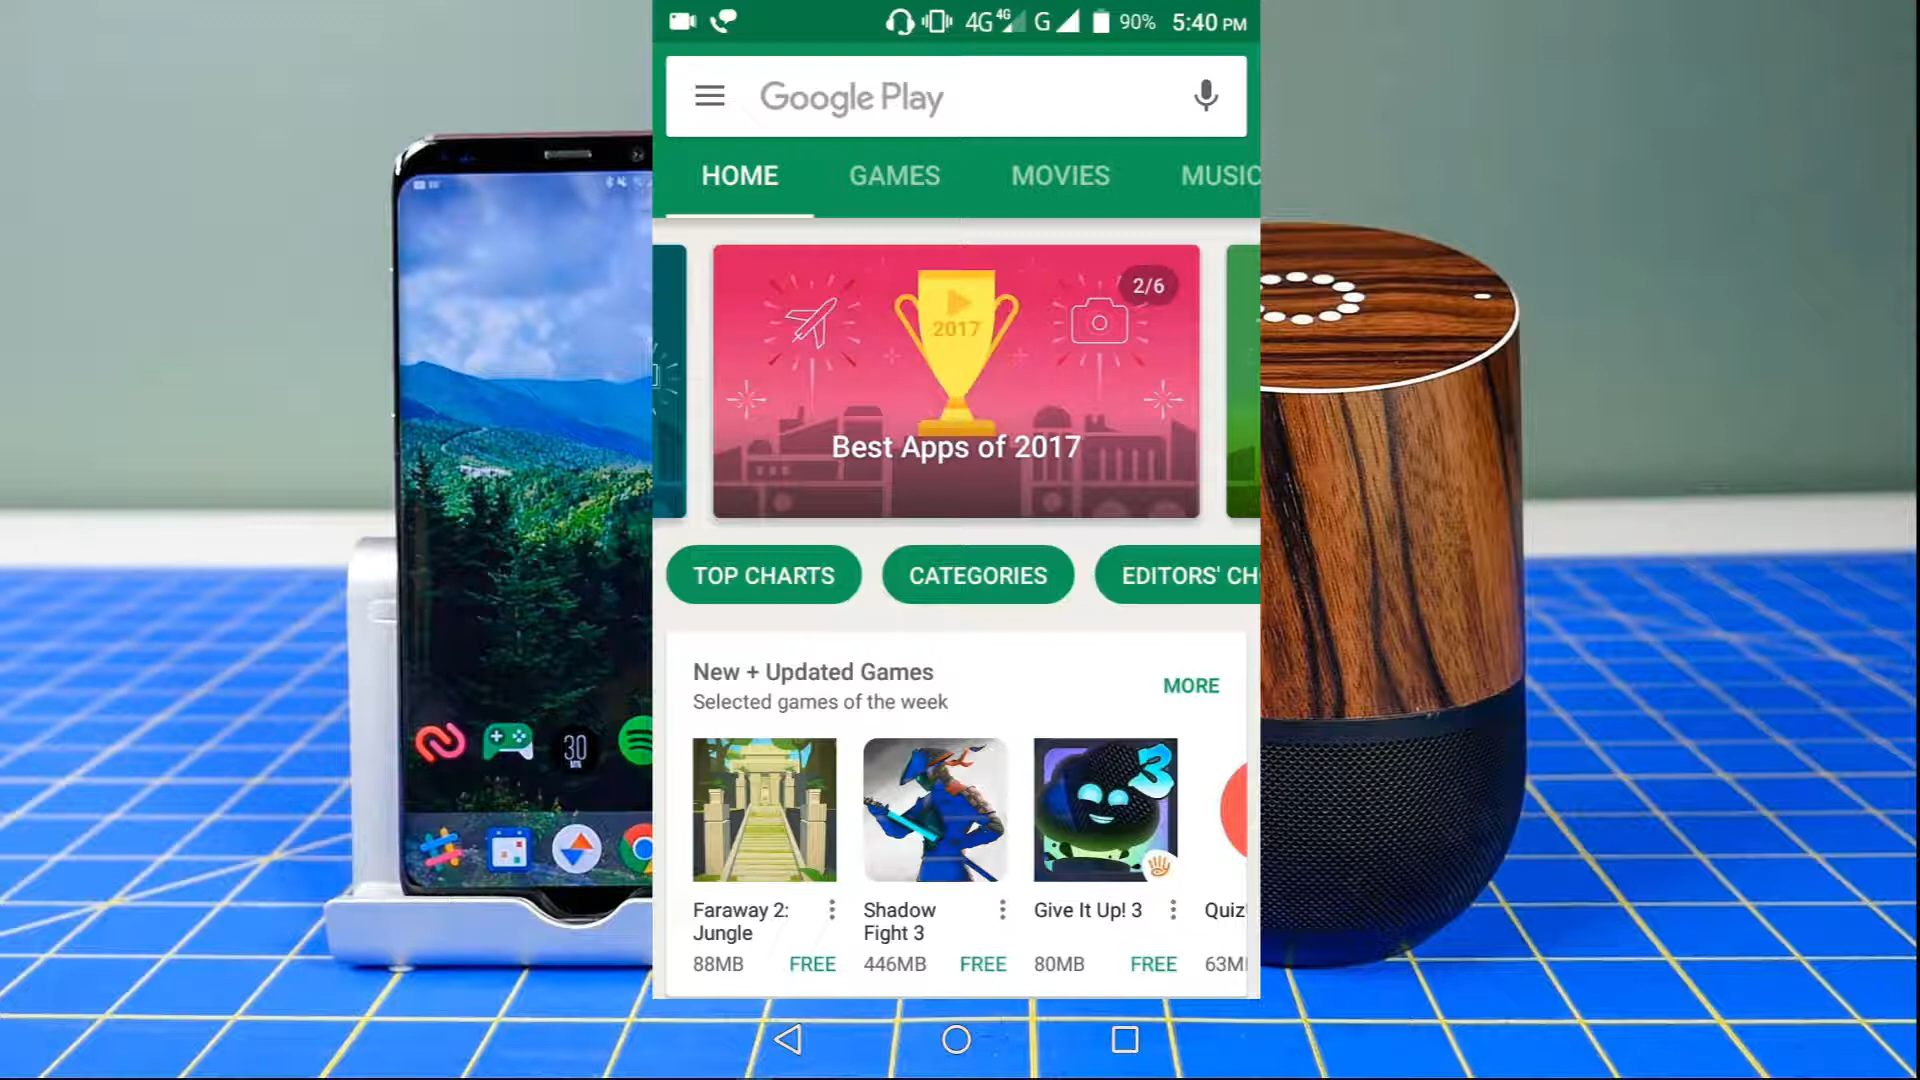 4G 4G G 90% 5:40 PM
Google Play
HOME GAMES MOVIES MUSIC
2/6
2017
Best Apps of 2017
TOP CHARTS CATEGORIES EDITORS' CH
New + Updated Games
MORE
Selected games of the week
3
Faraway 2: Jungle
88MB FREE
Shadow Fight 3
446MB FREE
Give It Up! 3
80MB FREE
Quiz
63M
30